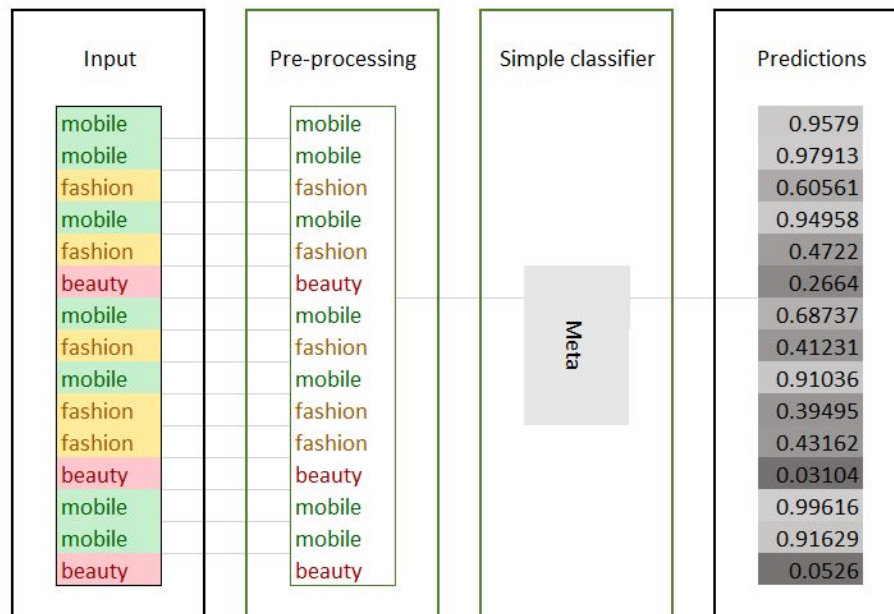 Input Pre-processing Simple classifier Predictions
mobile mobile 0.9579
mobile mobile 0.97913
fashion fashion 0.60561
mobile mobile 0.94958
fashion fashion 0.4722
beauty beauty 0.2664
mobile mobile 0.68737
fashion fashion 0.41231
Meta
mobile mobile 0.91036
fashion fashion 0.39495
fashion fashion 0.43162
beauty beauty 0.03104
mobile mobile 0.99616
mobile mobile 0.91629
beauty beauty 0.0526